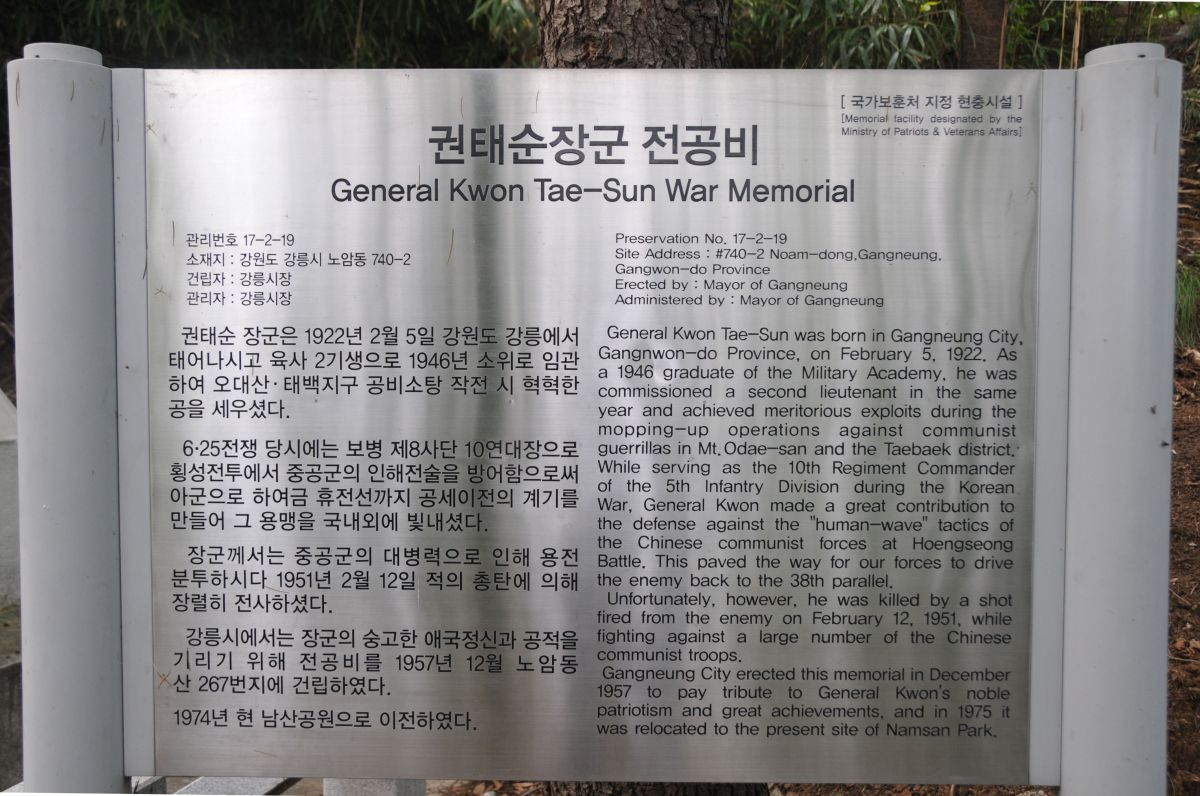 [ 국가보훈처 지정 현충시설 ]
[Memorial facility designated by the
Ministry of Patriots & Veterans Affairs]
권태순장군 전공비
General Kwon Tae-Sun War Memorial
관리번호 17-2-19
소재지 : 강원도 강릉시 노암동 740-2
건립자 : 강릉시장
관리자 : 강릉시장
권태순 장군은 1922년 2월 5일 강원도 강릉에서
태어나시고 육사 2기생으로 1946년 소위로 임관
하여 오대산·태백지구 공비소탕 작전 시 혁혁한
공을 세우셨다.
6·25전쟁 당시에는 보병 제8사단 10연대장으로
횡성전투에서 중공군의 인해전술을 방어함으로써
아군으로 하여금 휴전선까지 공세이전의 계기를
만들어 그 용맹을 국내외에 빛내셨다.
장군께서는 중공군의 대병력으로 인해 용전
분투하시다 1951년 2월 12일 적의 총탄에 의해
장렬히 전사하셨다.
강릉시에서는 장군의 숭고한 애국정신과 공적을
기리기 위해 전공비를 1957년 12월 노암동
산 267번지에 건립하였다.
1974년 현 남산공원으로 이전하였다.
Preservation No. 17-2-19
Site Address : #740-2 Noam-dong,Gangneung,
Gangwon-do Province
Erected by : Mayor of Gangneung
Administered by : Mayor of Gangneung
General Kwon Tae-Sun was born in Gangneung City,
Gangnwon-do Province, on February 5, 1922. As
a 1946 graduate of the Military Academy, he was
commissioned a second lieutenant in the same
year and achieved meritorious exploits during the
mopping-up operations against communist
guerrillas in Mt.Odae-san and the Taebaek district.
While serving as the 10th Regiment Commander
of the 5th Infantry Division during the Korean
War, General Kwon made a great contribution to
the defense against the "human-wave" tactics of
the Chinese communist forces at Hoengseong
Battle. This paved the way for our forces to drive
the enemy back to the 38th parallel.
Unfortunately, however, he was killed by a shot
fired from the enemy on February 12, 1951, while
fighting against a large number of the Chinese
communist troops.
Gangneung City erected this memorial in December
1957 to pay tribute to General Kwon's noble
patriotism and great achievements, and in 1975 it
was relocated to the present site of Namsan Park.